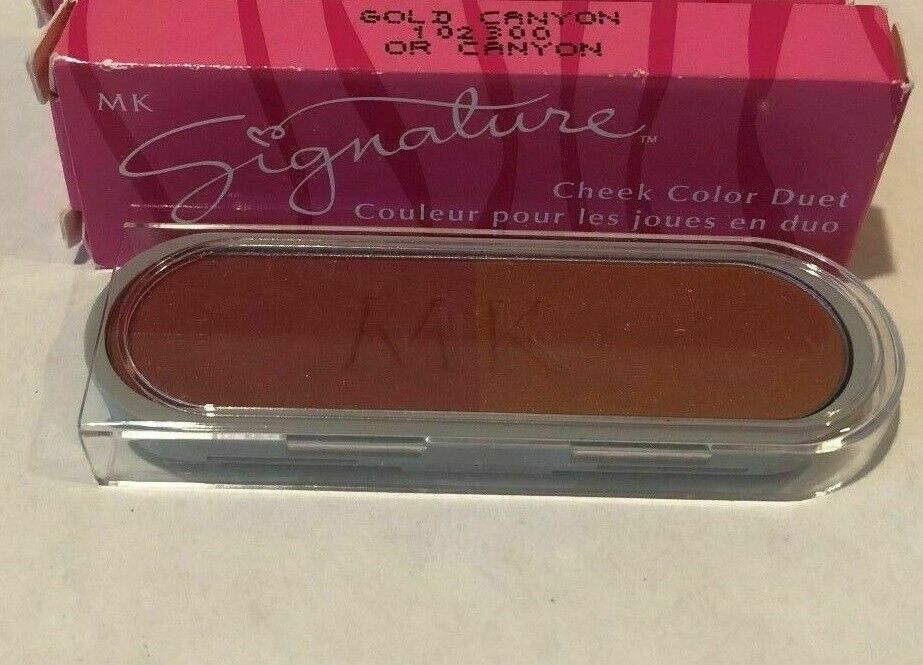 GOLD CANYON
102300
OR CANYON
MK
Signature™
Cheek Color Duet
Couleur pour les joues en duo
MK